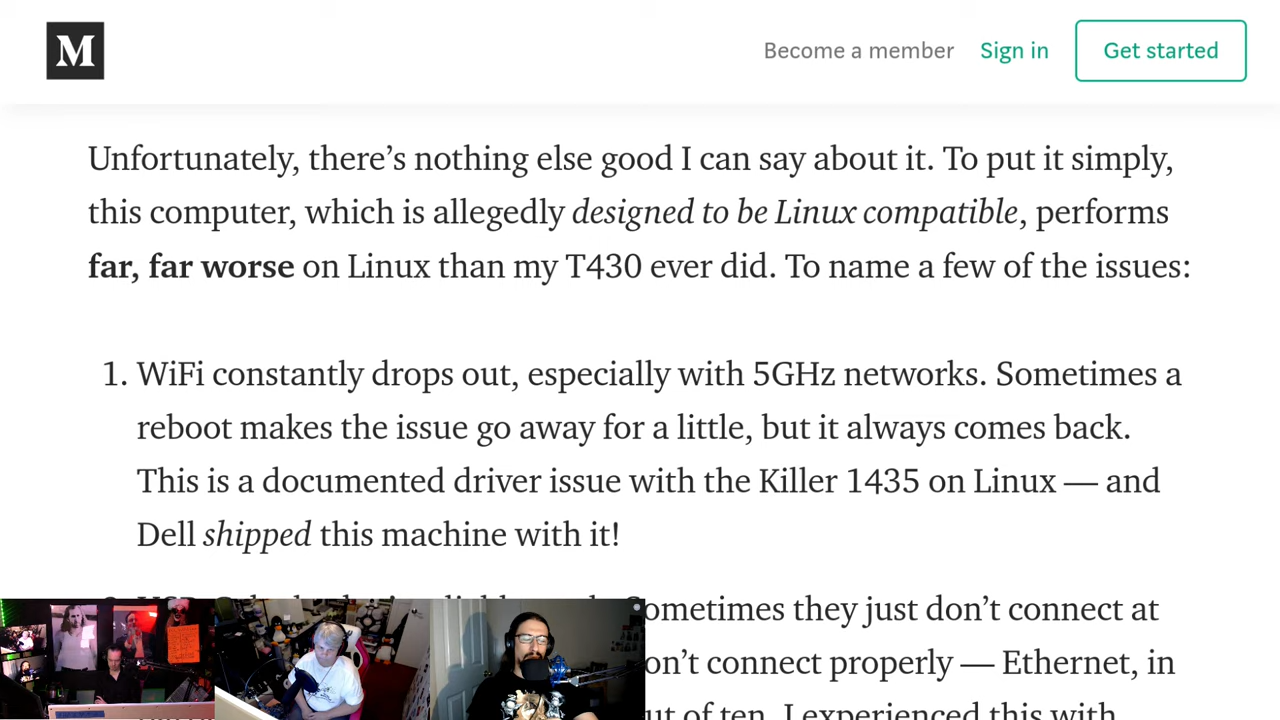 M
Become a member
Sign in
Get started
Unfortunately, there’s nothing else good I can say about it. To put it simply,
this computer, which is allegedly designed to be Linux compatible, performs
far, far worse on Linux than my T430 ever did. To name a few of the issues:
1. WiFi constantly drops out, especially with 5GHz networks. Sometimes a
reboot makes the issue go away for a little, but it always comes back.
This is a documented driver issue with the Killer 1435 on Linux — and
Dell shipped this machine with it!
Sometimes they just don’t connect at
on’t connect properly — Ethernet, in
ut of ten. I experienced this with